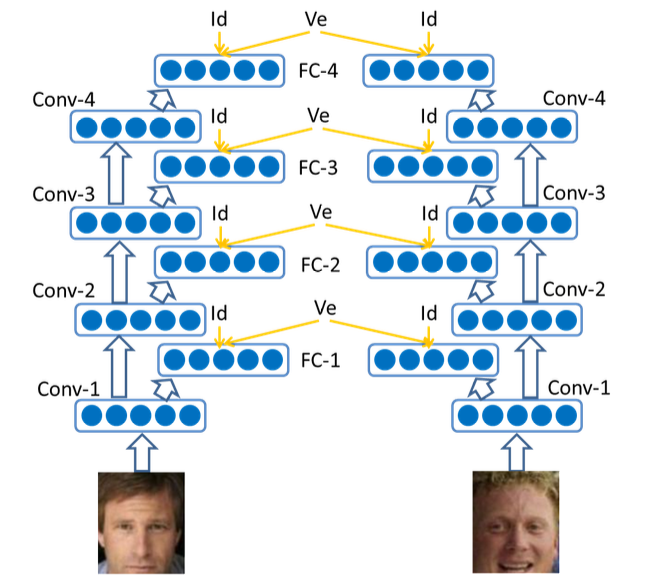 Id Ve Id
FC-4
Conv-4 Conv-4
Id Ve Id
FC-3
Conv-3 Conv-3
Id Ve Id
FC-2
Conv-2 Conv-2
Id Ve Id
FC-1
Conv-1 Conv-1